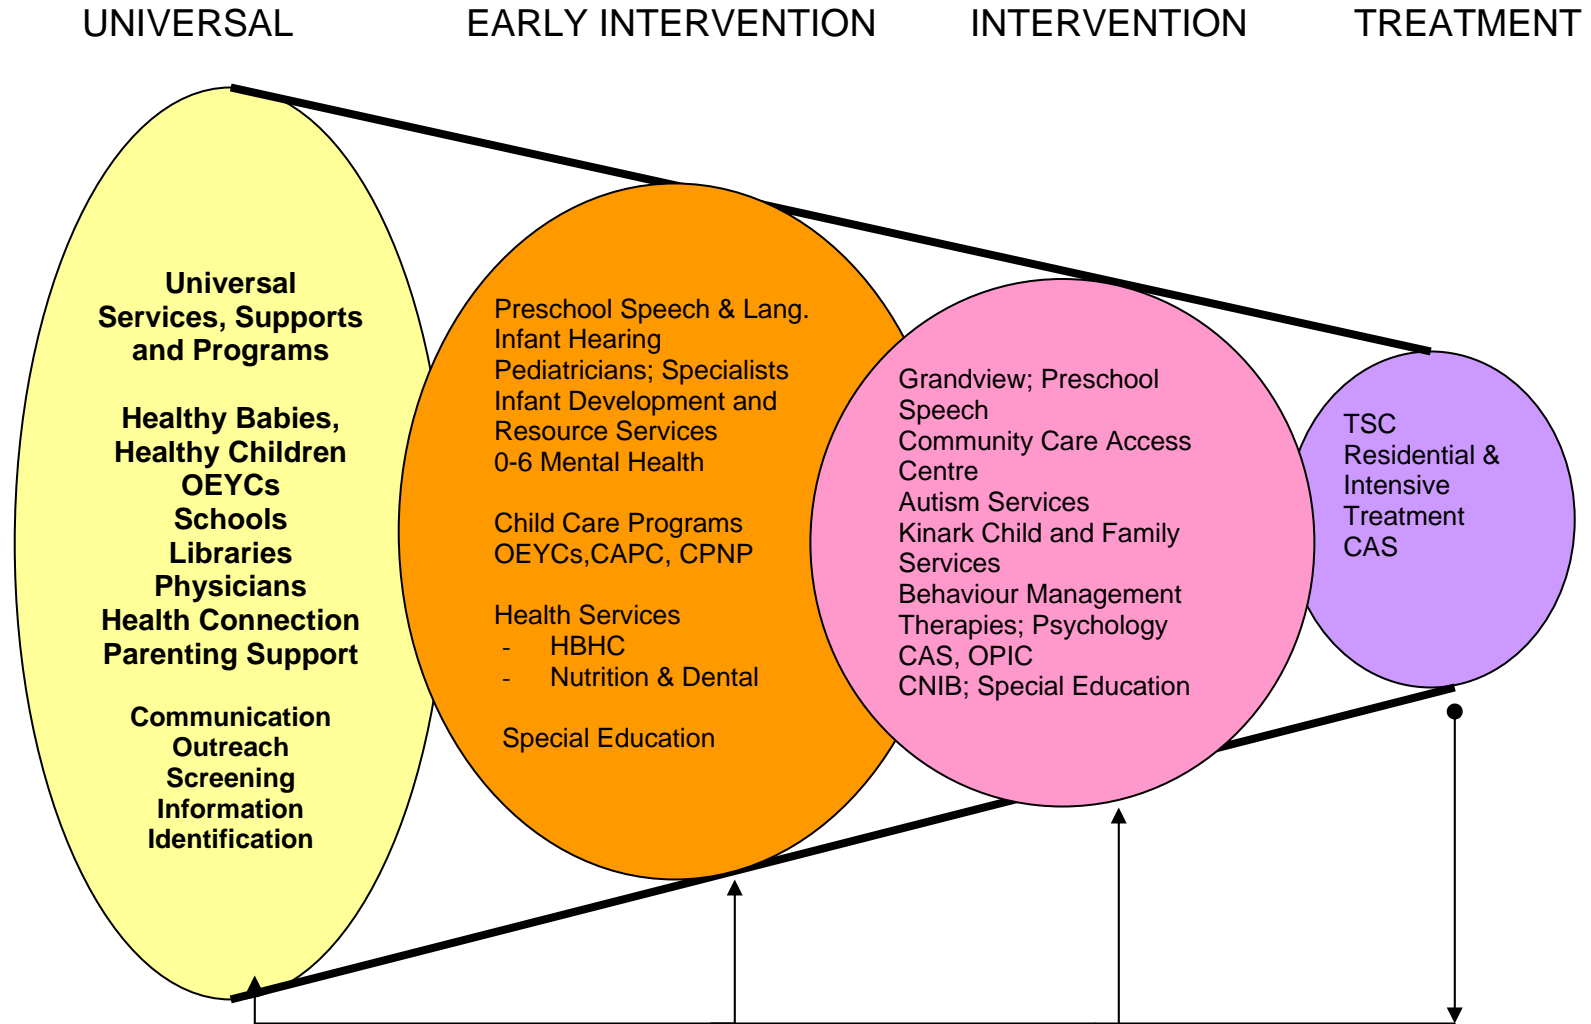 UNIVERSAL EARLY INTERVENTION INTERVENTION TREATMENT
Universal
Services, Supports
and Programs
Healthy Babies,
Healthy Children
OEYCs
Schools
Libraries
Physicians
Health Connection
Parenting Support
Communication
Outreach
Screening
Information
Identification
Preschool Speech & Lang.
Infant Hearing
Pediatricians; Specialists
Infant Development and
Resource Services
0-6 Mental Health
Child Care Programs
OEYCs,CAPC, CPNP
Health Services
- HBHC
- Nutrition & Dental
Special Education
Grandview; Preschool
Speech
Community Care Access
Centre
Autism Services
Kinark Child and Family
Services
Behaviour Management
Therapies; Psychology
CAS, OPIC
CNIB; Special Education
TSC
Residential &
Intensive
Treatment
CAS